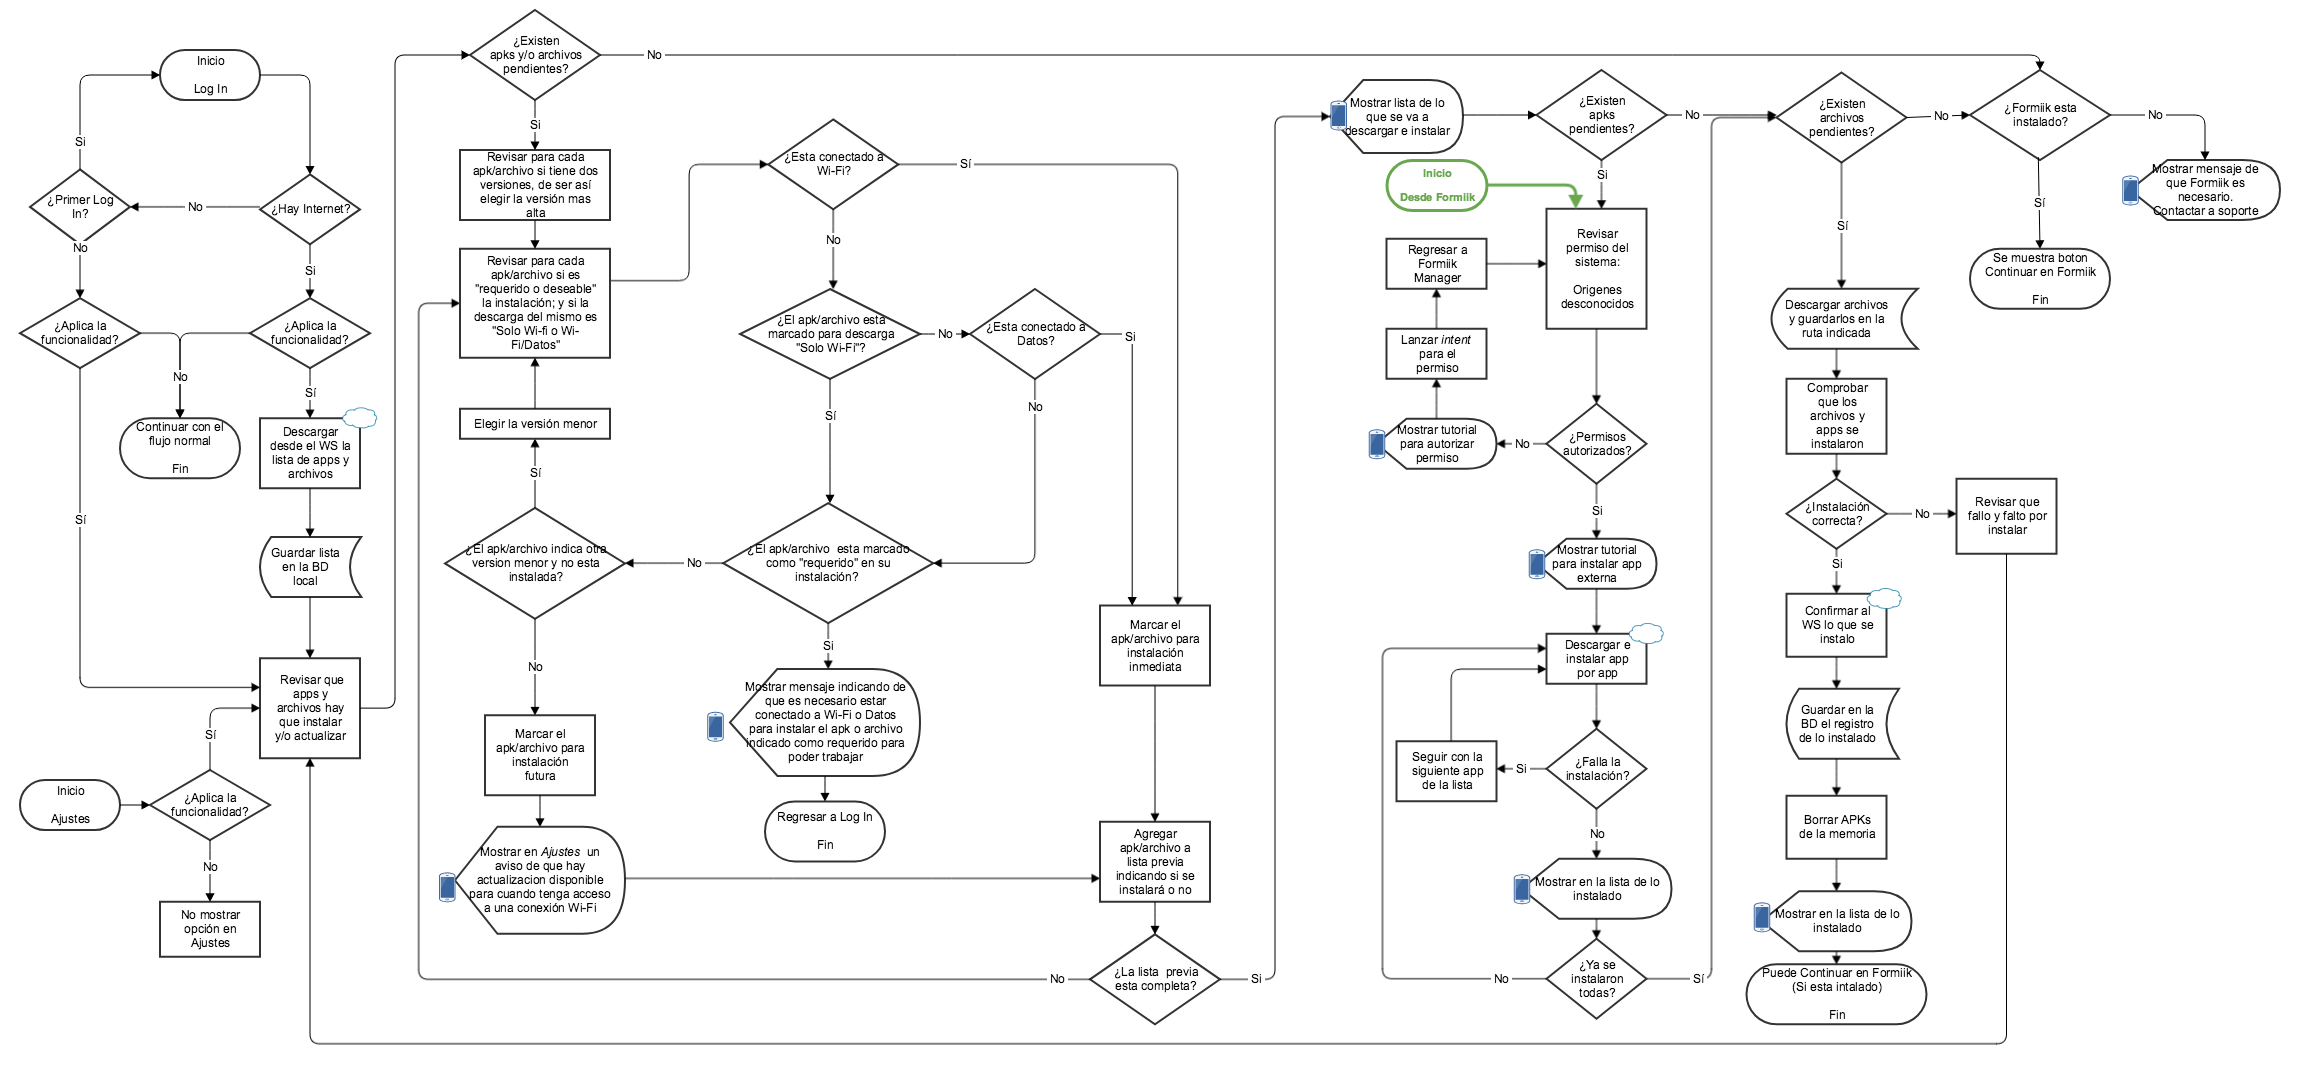 Inicio
Log In
Si
¿Primer Log
In?
No
¿Hay Internet?
No
Si
¿Aplica la
funcionalidad?
¿Aplica la
funcionalidad?
No
Sí
Continuar con el
flujo normal
Fin
Descargar
desde el WS la
lista de apps y
archivos
Sí
Guardar lista
en la BD
local
Revisar que
apps y
archivos hay
que instalar
y/o actualizar
Sí
Inicio
Ajustes
¿Aplica la
funcionalidad?
No
No mostrar
opción en
Ajustes
¿Existen
apks y/o archivos
pendientes?
No
Si
Revisar para cada
apk/archivo si tiene dos
versiones, de ser así
elegir la versión mas
alta
Revisar para cada
apk/archivo si es
"requerido o deseable"
la instalación; y si la
descarga del mismo es
"Solo Wi-fi o Wi-
Fi/Datos"
Elegir la versión menor
Sí
¿El apk/archivo indica otra
version menor y no esta
instalada?
No
No
Marcar el
apk/archivo para
instalación
futura
Mostrar en Ajustes un
aviso de que hay
actualizacion disponible
para cuando tenga acceso
a una conexión Wi-Fi
¿Esta conectado a
Wi-Fi?
Sí
No
¿El apk/archivo esta
marcado para descarga
"Solo Wi-Fi"?
No
¿Esta conectado a
Datos?
Si
Sí
No
¿El apk/archivo esta marcado
como "requerido" en su
instalación?
Si
Mostrar mensaje indicando de
que es necesario estar
conectado a Wi-Fi o Datos
para instalar el apk o archivo
indicado como requerido para
poder trabajar
Regresar a Log In
Fin
Marcar el
apk/archivo para
instalación
inmediata
Agregar
apk/archivo a
lista previa
indicando si se
instalará o no
¿La lista previa
esta completa?
No
Si
Mostrar lista de lo
que se va a
descargar e instalar
¿Existen
apks
pendientes?
No
Si
Inicio
Desde Formiik
Revisar
permiso del
sistema:
Origenes
desconocidos
Regresar a
Formiik
Manager
Lanzar intent
para el
permiso
Mostrar tutorial
para autorizar
permiso
No
¿Permisos
autorizados?
Si
Mostrar tutorial
para instalar app
externa
Descargar e
instalar app
por app
Seguir con la
siguiente app
de la lista
Si
¿Falla la
instalación?
No
Mostrar en la lista de lo
instalado
¿Ya se
instalaron
todas?
No
Sí
¿Existen
archivos
pendientes?
No
Sí
Descargar archivos
y guardarlos en la
ruta indicada
Comprobar
que los
archivos y
apps se
instalaron
¿Instalación
correcta?
No
Revisar que
fallo y falto por
instalar
Si
Confirmar al
WS lo que se
instalo
Guardar en la
BD el registro
de lo instalado
Borrar APKs
de la memoria
Mostrar en la lista de lo
instalado
Puede Continuar en Formiik
(Si esta intalado)
Fin
¿Formiik esta
instalado?
No
Sí
Mostrar mensaje de
que Formiik es
necesario.
Contactar a soporte
Se muestra boton
Continuar en Formiik
Fin